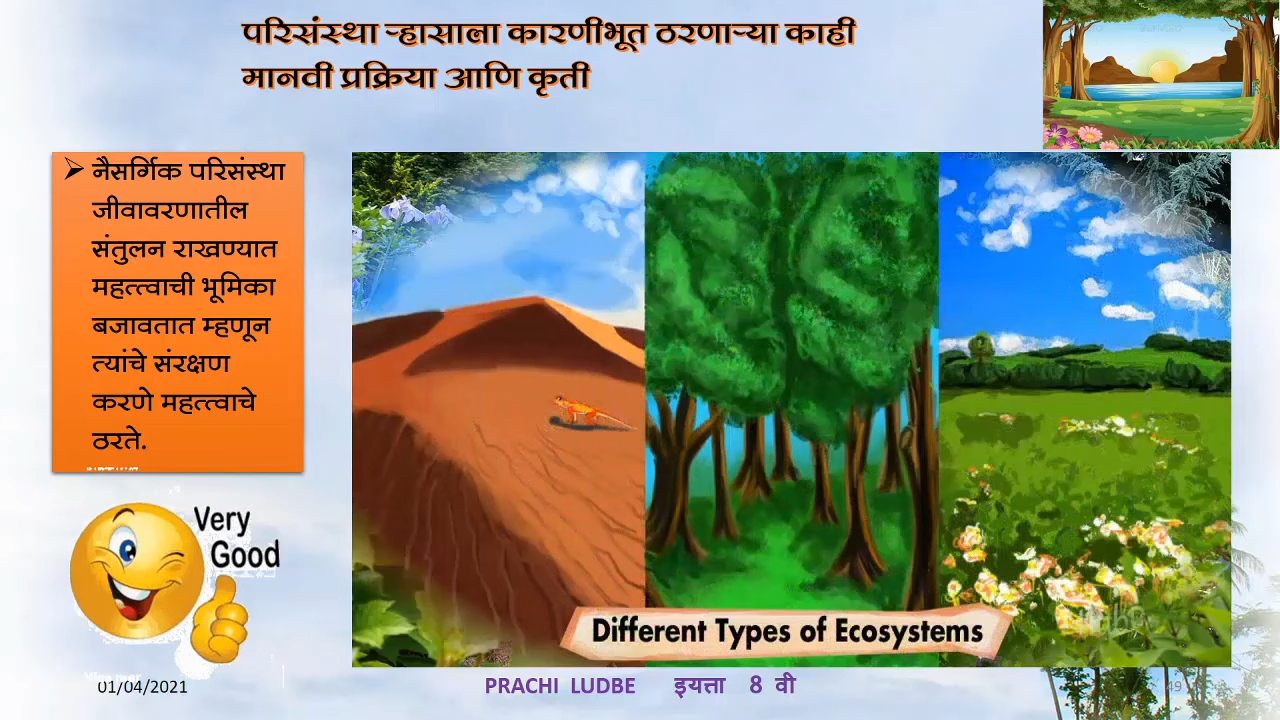 परिसंस्था ऱ्हासाला कारणीभूत ठरणाऱ्या काही
मानवी प्रक्रिया आणि कृती
➢ नैसर्गिक परिसंस्था
जीवावरणातील
संतुलन राखण्यात
महत्त्वाची भूमिका
बजावतात म्हणून
त्यांचे संरक्षण
करणे महत्त्वाचे
ठरते.
Very
Good
Different Types of Ecosystems
01/04/2021
PRACHI LUDBE इयत्ता 8 वी
49